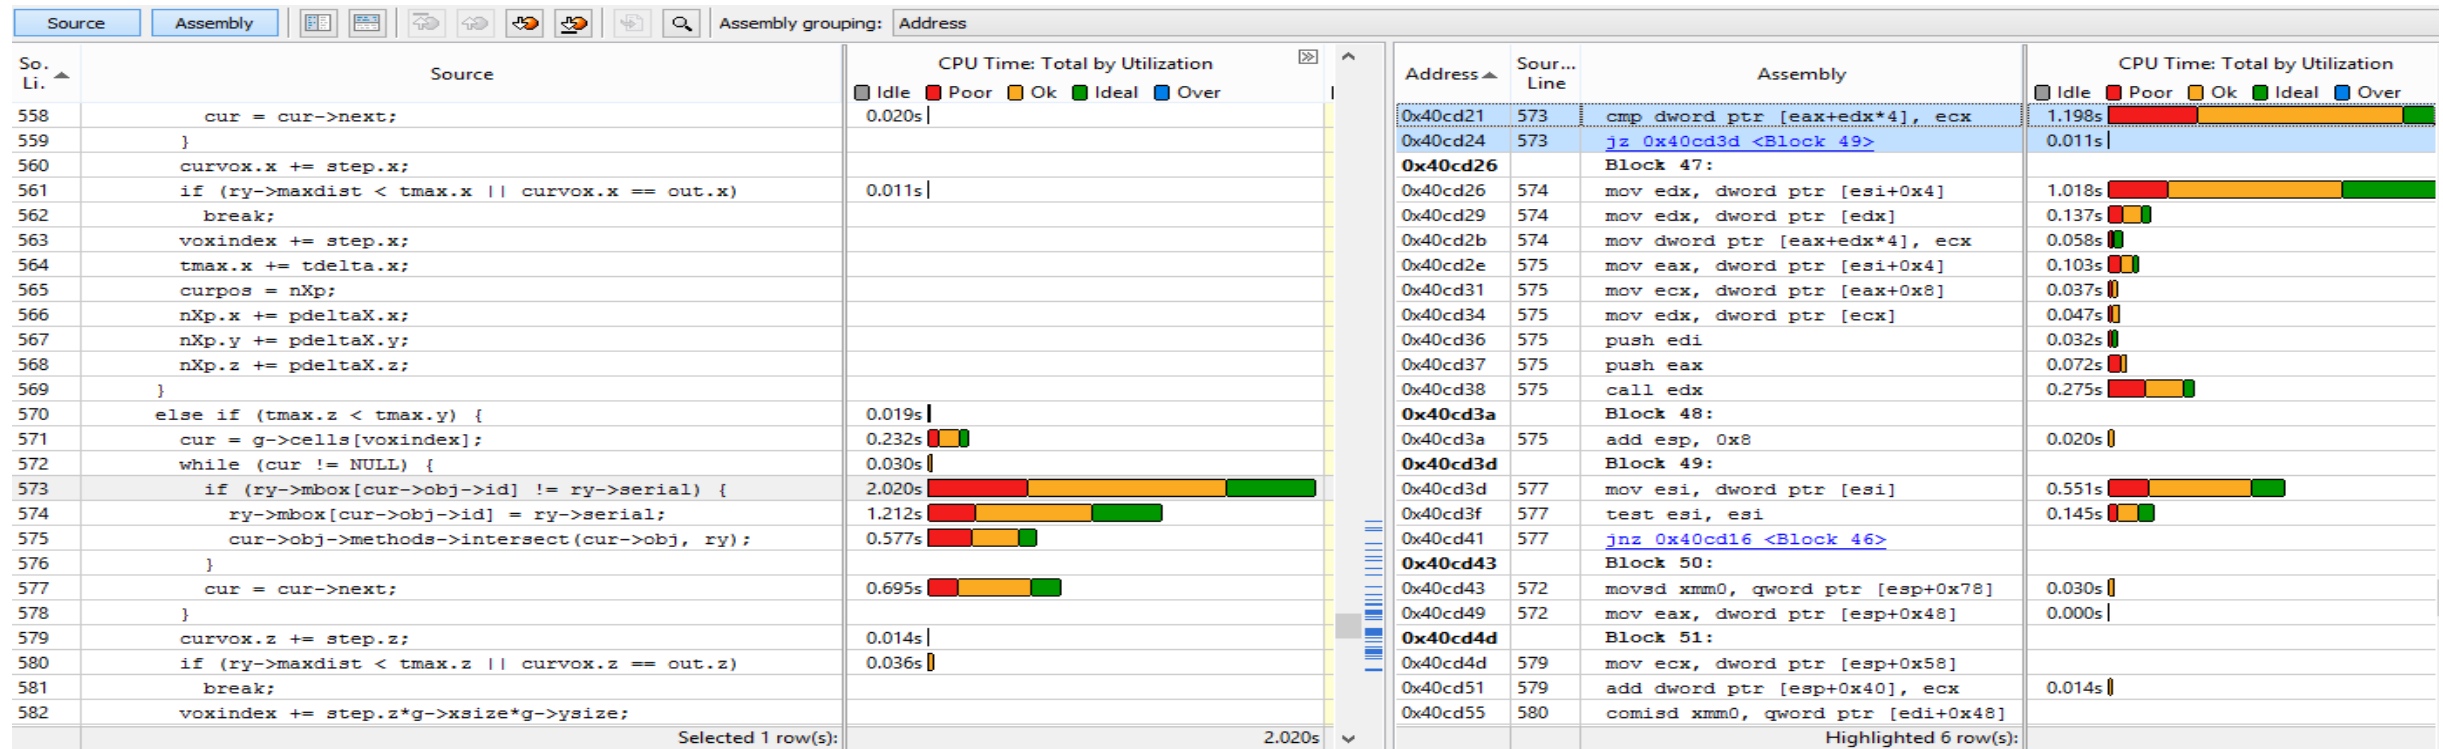 Source Assembly Assembly grouping: Address
So. Li. Source CPU Time: Total by Utilization
Idle Poor Ok Ideal Over
558 cur = cur->next; 0.020s
559 }
560 curvox.x += step.x;
561 if (ry->maxdist < tmax.x || curvox.x == out.x) 0.011s
562 break;
563 voxindex += step.x;
564 tmax.x += tdelta.x;
565 curpos = nXp;
566 nXp.x += pdeltaX.x;
567 nXp.y += pdeltaX.y;
568 nXp.z += pdeltaX.z;
569 }
570 else if (tmax.z < tmax.y) { 0.019s
571 cur = g->cells[voxindex]; 0.232s
572 while (cur != NULL) { 0.030s
573 if (ry->mbox[cur->obj->id] != ry->serial) { 2.020s
574 ry->mbox[cur->obj->id] = ry->serial; 1.212s
575 cur->obj->methods->intersect(cur->obj, ry); 0.577s
576 }
577 cur = cur->next; 0.695s
578 }
579 curvox.z += step.z; 0.014s
580 if (ry->maxdist < tmax.z || curvox.z == out.z) 0.036s
581 break;
582 voxindex += step.z*g->xsize*g->ysize;
Selected 1 row(s): 2.020s
Address Sour... Line Assembly CPU Time: Total by Utilization
Idle Poor Ok Ideal Over
0x40cd21 573 cmp dword ptr [eax+edx*4], ecx 1.198s
0x40cd24 573 jz 0x40cd3d <Block 49> 0.011s
0x40cd26 Block 47:
0x40cd26 574 mov edx, dword ptr [esi+0x4] 1.018s
0x40cd29 574 mov edx, dword ptr [edx] 0.137s
0x40cd2b 574 mov dword ptr [eax+edx*4], ecx 0.058s
0x40cd2e 575 mov eax, dword ptr [esi+0x4] 0.103s
0x40cd31 575 mov ecx, dword ptr [eax+0x8] 0.037s
0x40cd34 575 mov edx, dword ptr [ecx] 0.047s
0x40cd36 575 push edi 0.032s
0x40cd37 575 push eax 0.072s
0x40cd38 575 call edx 0.275s
0x40cd3a Block 48:
0x40cd3a 575 add esp, 0x8 0.020s
0x40cd3d Block 49:
0x40cd3d 577 mov esi, dword ptr [esi] 0.551s
0x40cd3f 577 test esi, esi 0.145s
0x40cd41 577 jnz 0x40cd16 <Block 46>
0x40cd43 Block 50:
0x40cd43 572 movsd xmm0, qword ptr [esp+0x78] 0.030s
0x40cd49 572 mov eax, dword ptr [esp+0x48] 0.000s
0x40cd4d Block 51:
0x40cd4d 579 mov ecx, dword ptr [esp+0x58]
0x40cd51 579 add dword ptr [esp+0x40], ecx 0.014s
0x40cd55 580 comisd xmm0, qword ptr [edi+0x48]
Highlighted 6 row(s):